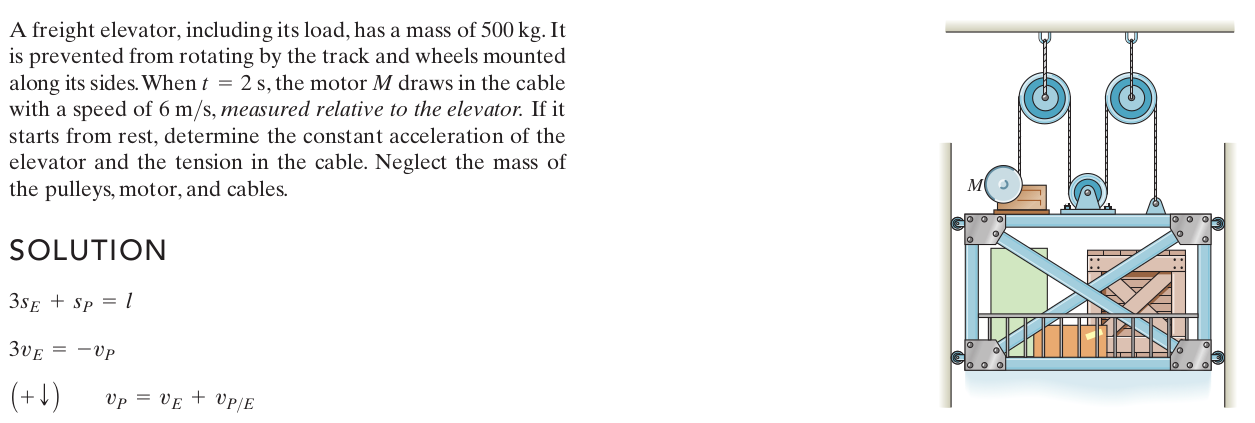 A freight elevator, including its load, has a mass of 500 kg. It
is prevented from rotating by the track and wheels mounted
along its sides. When t = 2 s, the motor M draws in the cable
with a speed of 6 m/s, measured relative to the elevator. If it
starts from rest, determine the constant acceleration of the
elevator and the tension in the cable. Neglect the mass of
the pulleys, motor, and cables.
M
SOLUTION
3s_E + s_P = l
3v_E = −v_P
(+↓) v_P = v_E + v_{P/E}